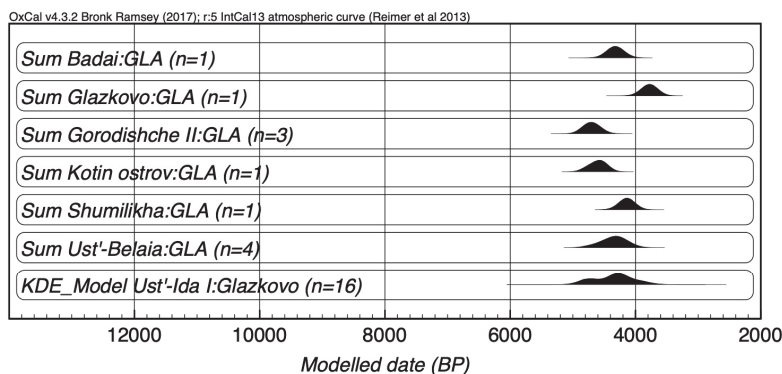 OxCal v4.3.2 Bronk Ramsey (2017); r:5 IntCal13 atmospheric curve (Reimer et al 2013)
Sum Badai:GLA (n=1)
Sum Glazkovo:GLA (n=1)
Sum Gorodishche II:GLA (n=3)
Sum Kotin ostrov:GLA (n=1)
Sum Shumilikha:GLA (n=1)
Sum Ust'-Belaia:GLA (n=4)
KDE_Model Ust'-Ida I:Glazkovo (n=16)
12000 10000 8000 6000 4000 2000
Modelled date (BP)